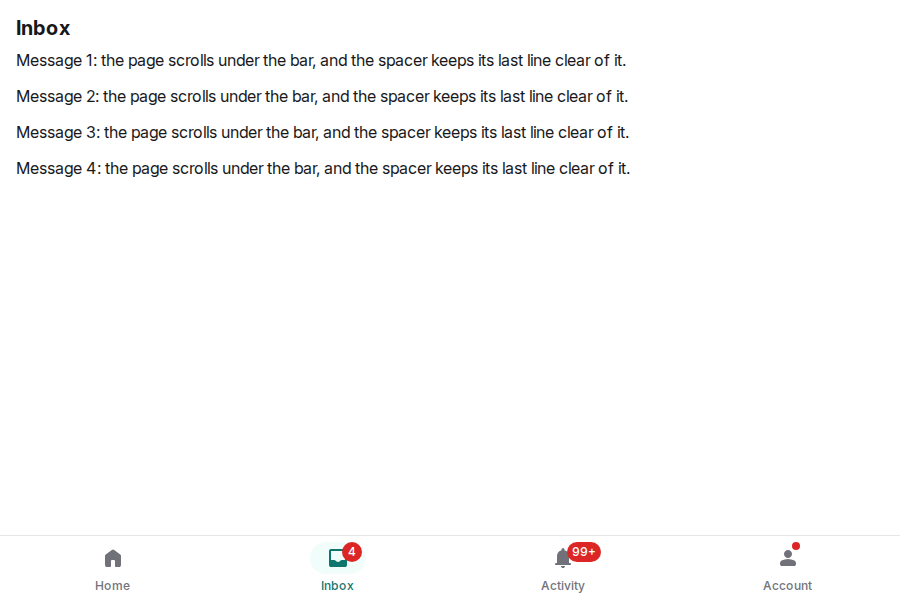 Inbox
Message 1: the page scrolls under the bar, and the spacer keeps its last line clear of it.
Message 2: the page scrolls under the bar, and the spacer keeps its last line clear of it.
Message 3: the page scrolls under the bar, and the spacer keeps its last line clear of it.
Message 4: the page scrolls under the bar, and the spacer keeps its last line clear of it.
4
99+
Home
Inbox
Activity
Account